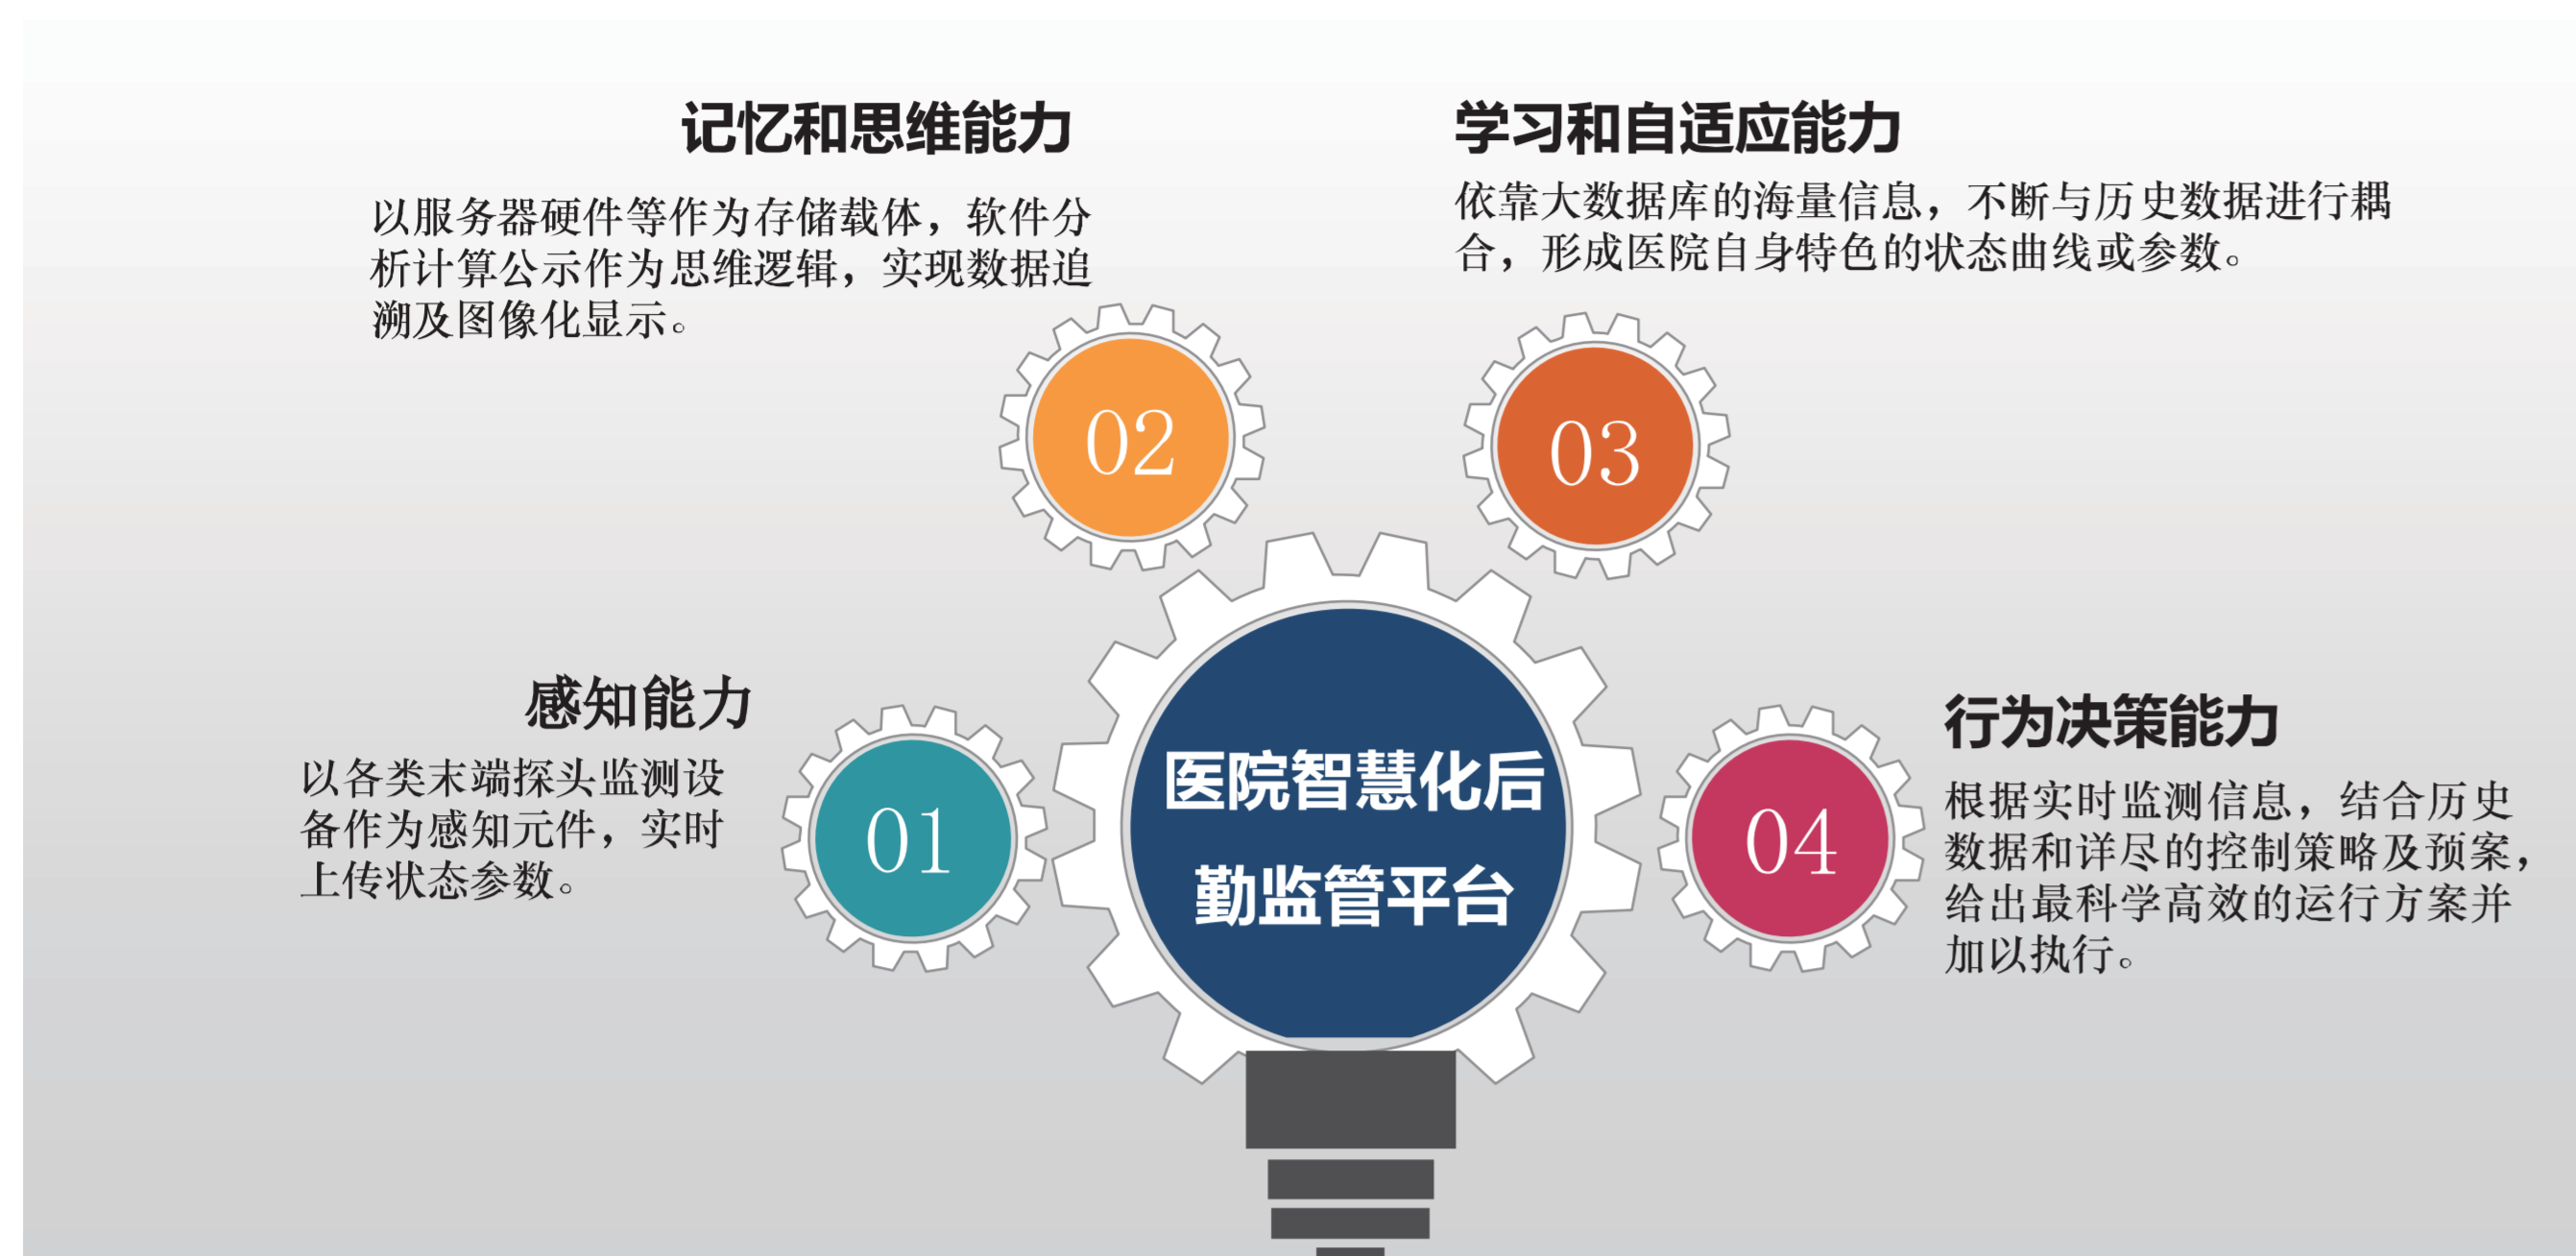 记忆和思维能力
以服务器硬件等作为存储载体，软件分
析计算公示作为思维逻辑，实现数据追
溯及图像化显示。
02
学习和自适应能力
依靠大数据库的海量信息，不断与历史数据进行耦
合，形成医院自身特色的状态曲线或参数。
03
感知能力
以各类末端探头监测设
备作为感知元件，实时
上传状态参数。
01
医院智慧化后
勤监管平台
04
行为决策能力
根据实时监测信息，结合历史
数据和详尽的控制策略及预案，
给出最科学高效的运行方案并
加以执行。